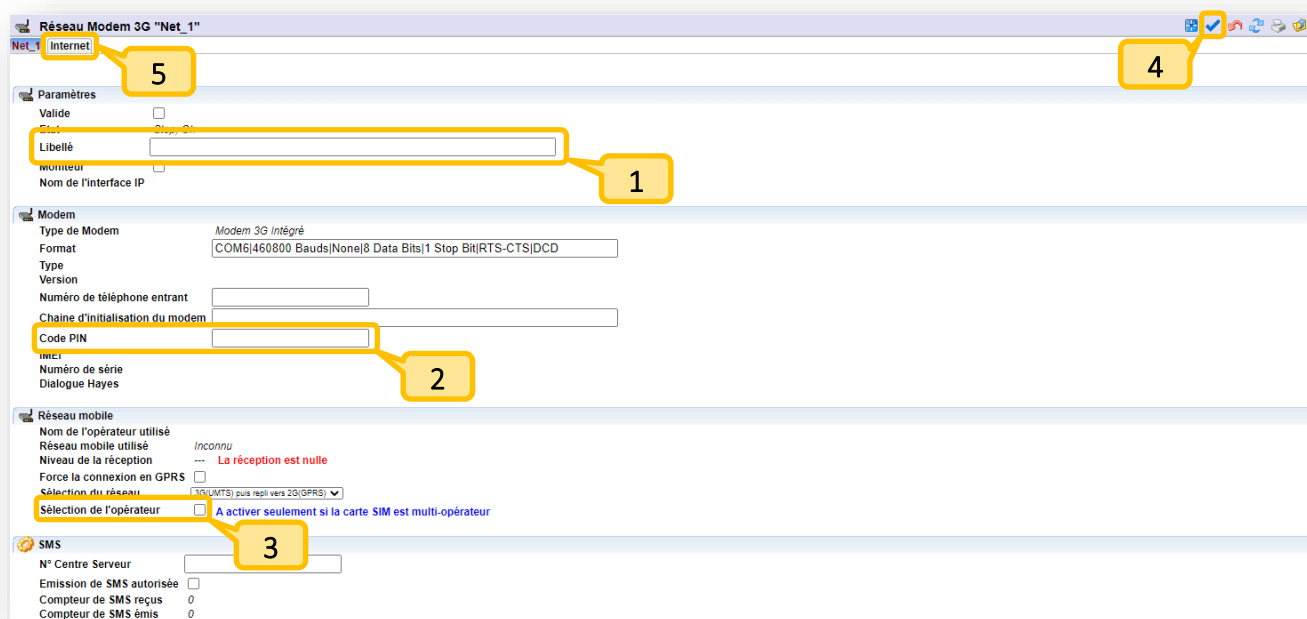 Réseau Modem 3G "Net_1"
Net_1 Internet
5
4
Paramètres
Valide
Etat Stop, Ok
Libellé
1
Moniteur
Nom de l'interface IP
Modem
Type de Modem Modem 3G Intégré
Format COM6|460800 Bauds|None|8 Data Bits|1 Stop Bit|RTS-CTS|DCD
Type
Version
Numéro de téléphone entrant
Chaine d'initialisation du modem
Code PIN
IMEI
2
Numéro de série
Dialogue Hayes
Réseau mobile
Nom de l'opérateur utilisé
Réseau mobile utilisé Inconnu
Niveau de la réception --- La réception est nulle
Force la connexion en GPRS
Sélection du réseau 3G(UMTS) puis repli vers 2G(GPRS)
Sélection de l'opérateur A activer seulement si la carte SIM est multi-opérateur
3
SMS
N° Centre Serveur
Emission de SMS autorisée
Compteur de SMS reçus 0
Compteur de SMS émis 0